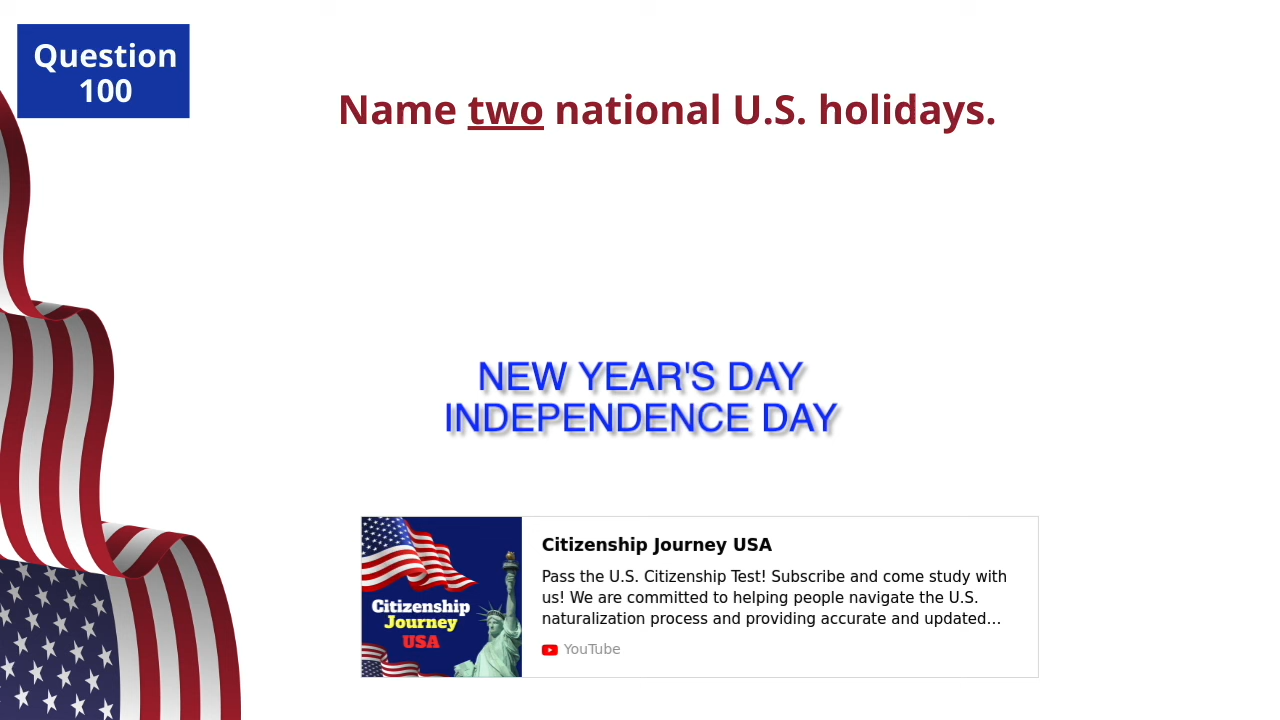 Question
100
Name two national U.S. holidays.
NEW YEAR'S DAY
INDEPENDENCE DAY
Citizenship
Journey
USA
Citizenship Journey USA
Pass the U.S. Citizenship Test! Subscribe and come study with
us! We are committed to helping people navigate the U.S.
naturalization process and providing accurate and updated...
YouTube